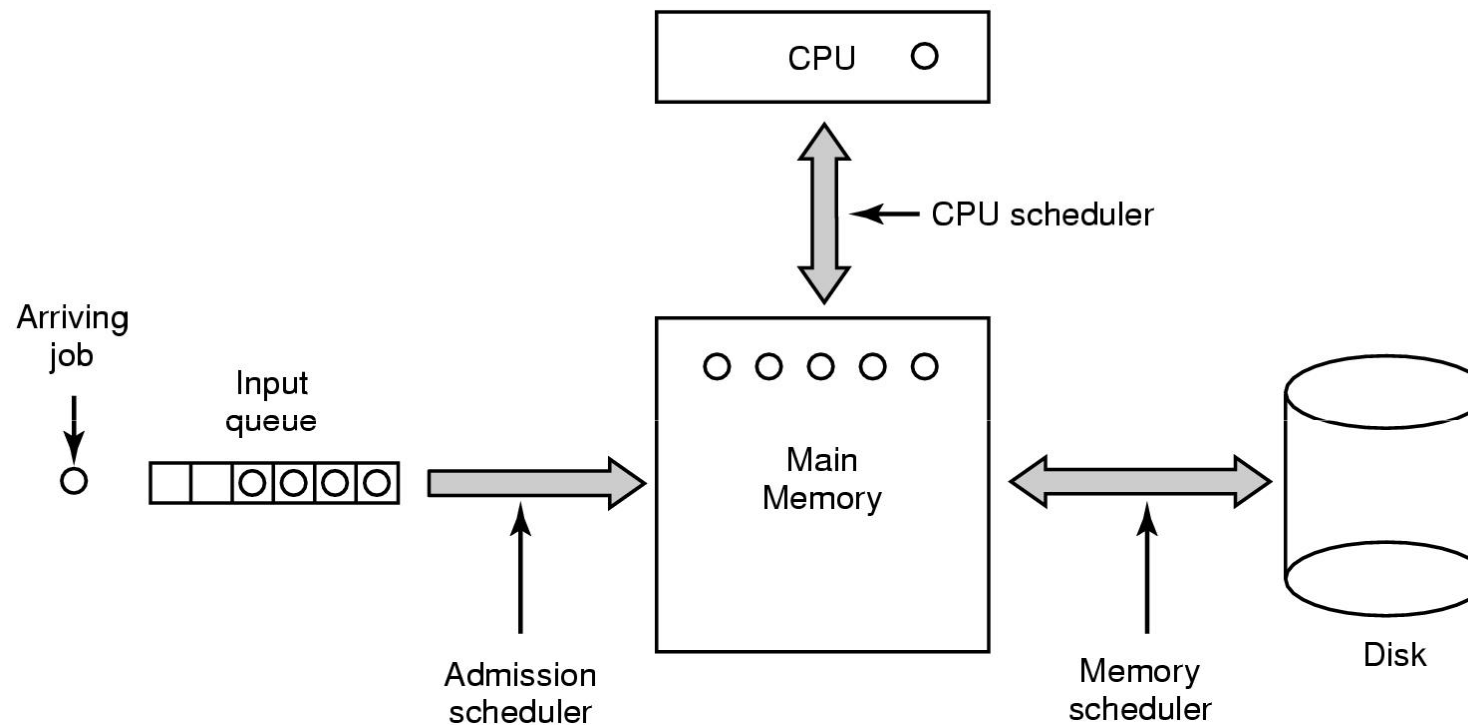 CPU
CPU scheduler
Arriving
job
Input
queue
Main
Memory
Admission
scheduler
Memory
scheduler
Disk